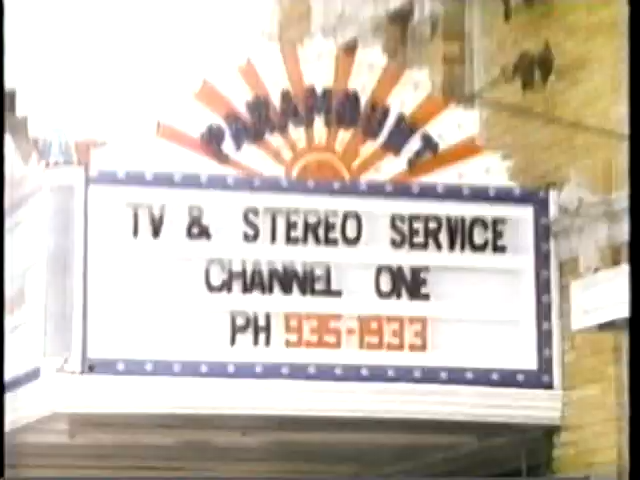 PARAMOUNT
TV & STEREO SERVICE
CHANNEL ONE
PH 935-1933